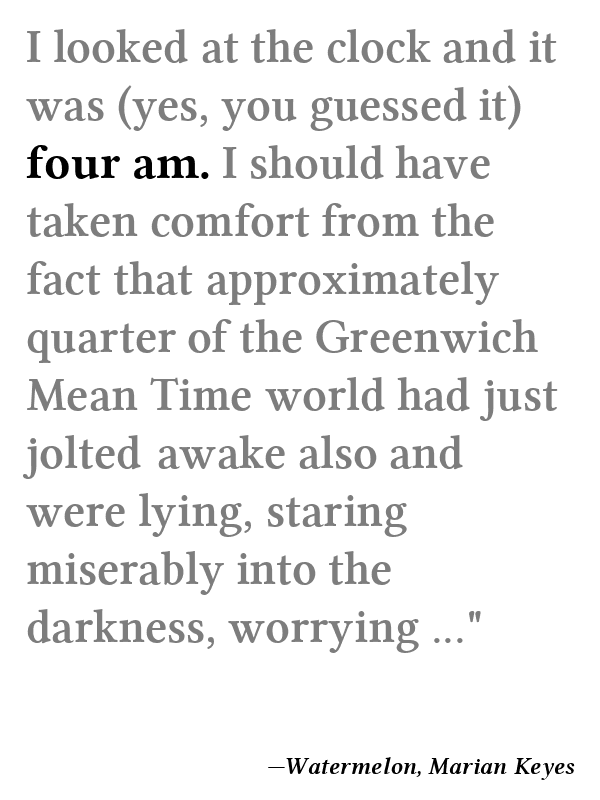 I looked at the clock and it
was (yes, you guessed it)
four am. I should have
taken comfort from the
fact that approximately
quarter of the Greenwich
Mean Time world had just
jolted awake also and
were lying, staring
miserably into the
darkness, worrying ..."
—Watermelon, Marian Keyes